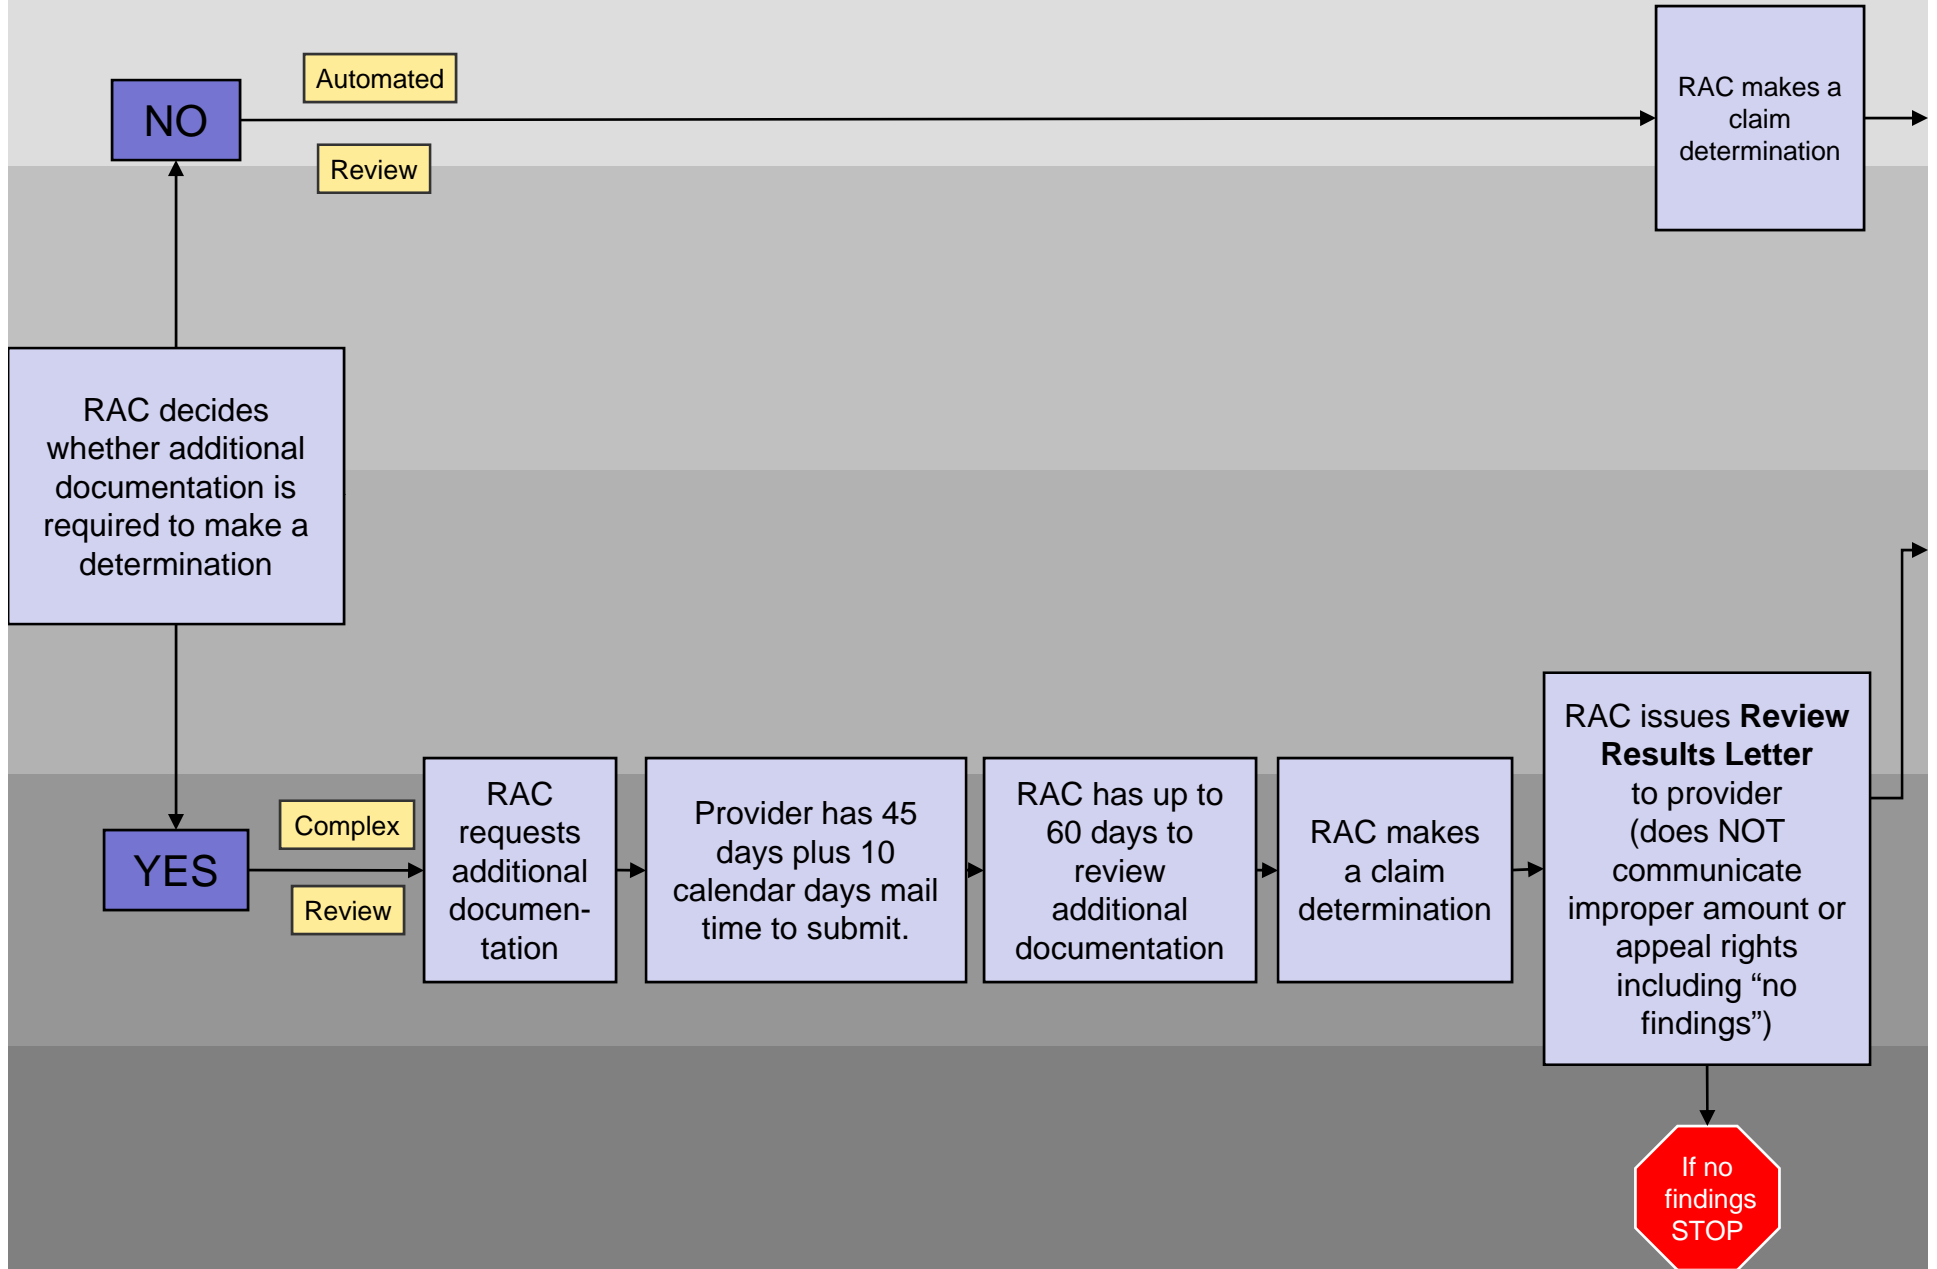 Automated
NO
Review
RAC makes a
claim
determination
RAC decides
whether additional
documentation is
required to make a
determination
YES
Complex
Review
RAC
requests
additional
documen-
tation
Provider has 45
days plus 10
calendar days mail
time to submit.
RAC has up to
60 days to
review
additional
documentation
RAC makes
a claim
determination
RAC issues Review
Results Letter
to provider
(does NOT
communicate
improper amount or
appeal rights
including “no
findings”)
If no
findings
STOP